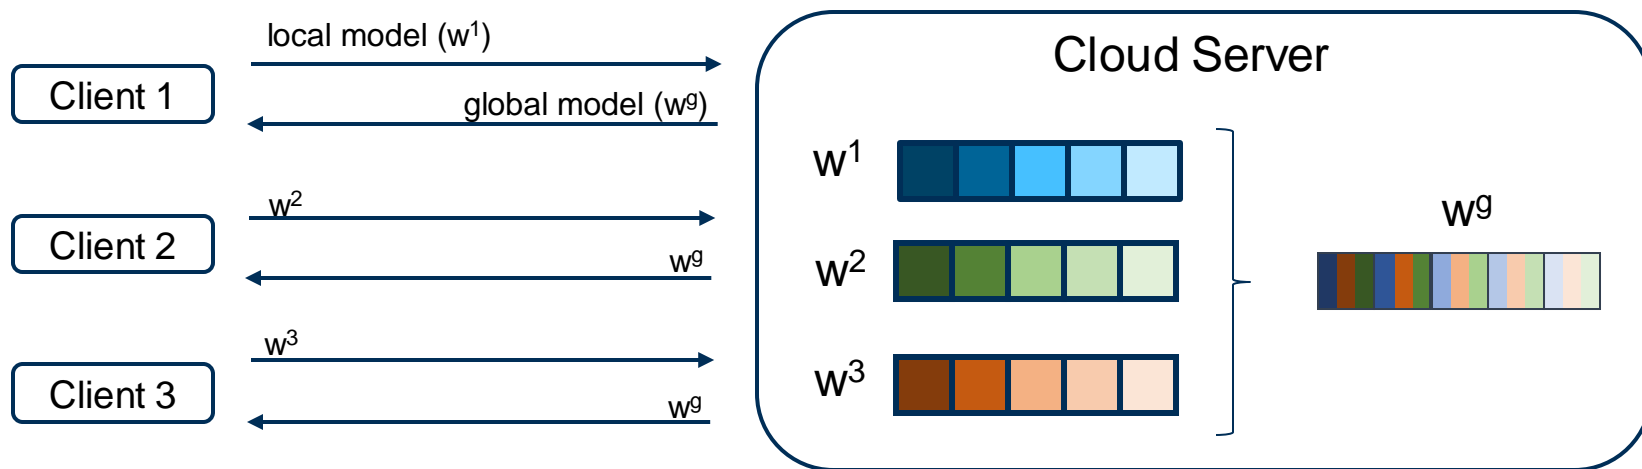 local model (w¹)
Client 1
global model (wᵍ)
w²
Client 2
wᵍ
w³
Client 3
wᵍ
Cloud Server
w¹
w²
w³
wᵍ